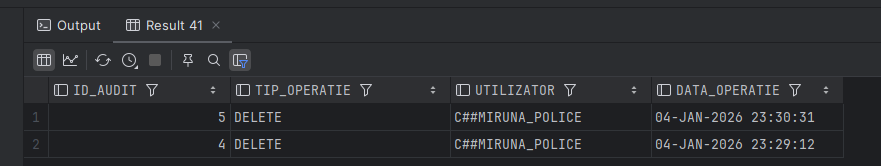 Output Result 41
ID_AUDIT TIP_OPERATIE UTILIZATOR DATA_OPERATIE
1 5 DELETE C##MIRUNA_POLICE 04-JAN-2026 23:30:31
2 4 DELETE C##MIRUNA_POLICE 04-JAN-2026 23:29:12